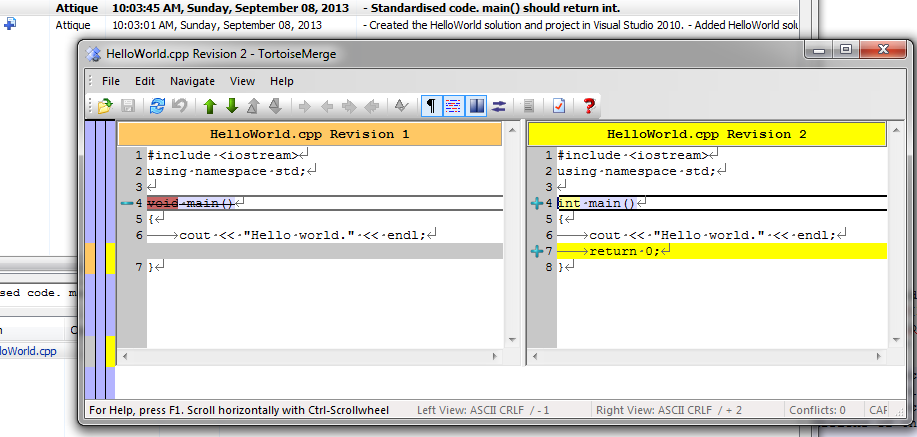 Attique 10:03:45 AM, Sunday, September 08, 2013 - Standardised code. main() should return int.
Attique 10:03:01 AM, Sunday, September 08, 2013 - Created the HelloWorld solution and project in Visual Studio 2010. - Added HelloWorld sol
HelloWorld.cpp Revision 2 - TortoiseMerge
File Edit Navigate View Help
HelloWorld.cpp Revision 1
1 #include·<iostream>
2 using·namespace·std;
3
4 void·main()
5 {
6 cout·<<·"Hello·world."·<<·endl;
7 }
HelloWorld.cpp Revision 2
1 #include·<iostream>
2 using·namespace·std;
3
4 int·main()
5 {
6 cout·<<·"Hello·world."·<<·endl;
7 return·0;
8 }
sed code. m
loWorld.cpp
For Help, press F1. Scroll horizontally with Ctrl-Scrollwheel Left View: ASCII CRLF / - 1 Right View: ASCII CRLF / + 2 Conflicts: 0 CAP